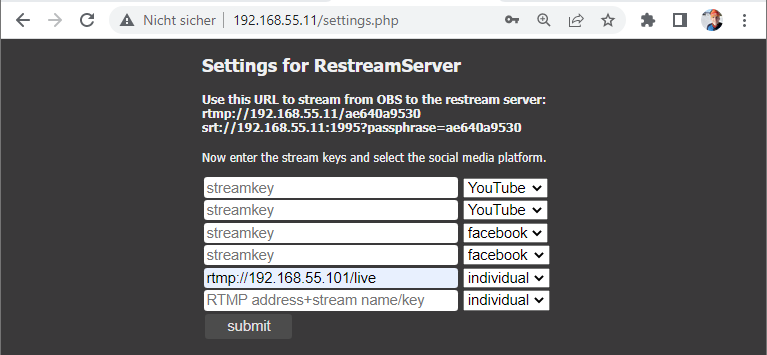 Nicht sicher 192.168.55.11/settings.php
Settings for RestreamServer
Use this URL to stream from OBS to the restream server:
rtmp://192.168.55.11/ae640a9530
srt://192.168.55.11:1995?passphrase=ae640a9530
Now enter the stream keys and select the social media platform.
streamkey YouTube
streamkey YouTube
streamkey facebook
streamkey facebook
rtmp://192.168.55.101/live individual
RTMP address+stream name/key individual
submit